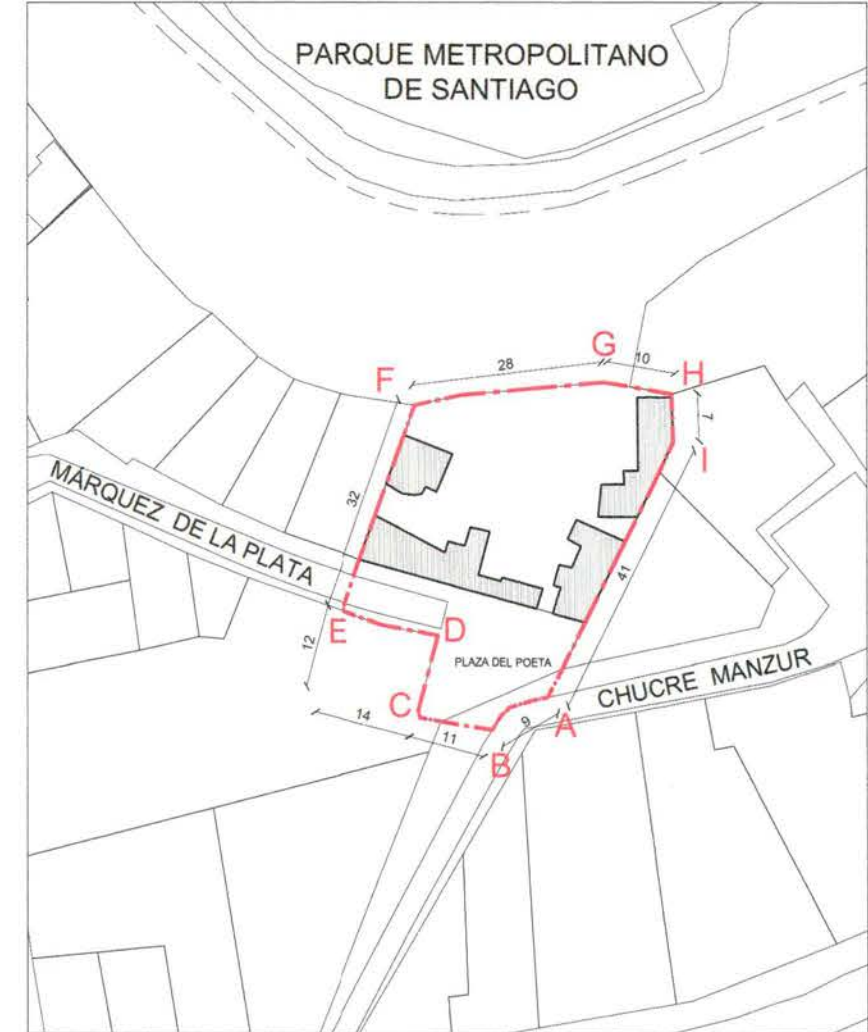 PARQUE METROPOLITANO
DE SANTIAGO
G
28
10
F
H
7
I
32
41
MÁRQUEZ DE LA PLATA
E
D
12
PLAZA DEL POETA
CHUCRE MANZUR
C
14
11
9
A
B